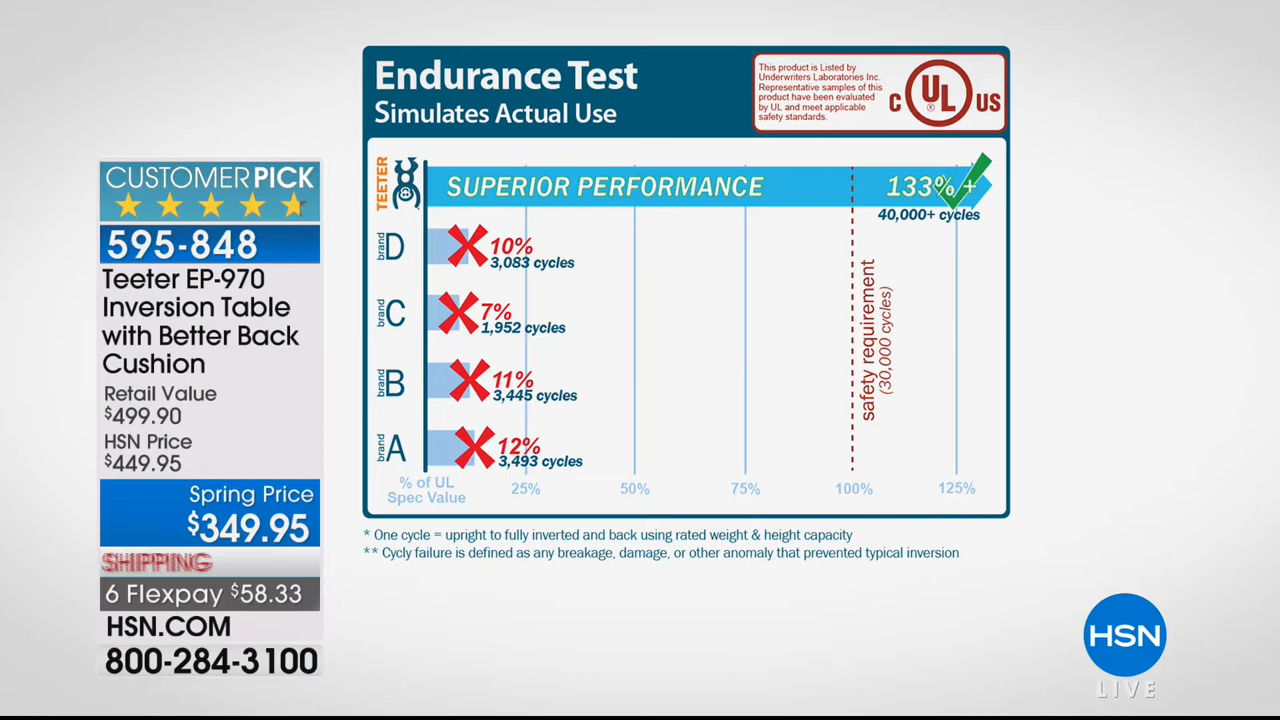 CUSTOMER PICK
595-848
Teeter EP-970
Inversion Table
with Better Back
Cushion
Retail Value
$499.90
HSN Price
$449.95
Spring Price
$349.95
SHIPPING
6 Flexpay $58.33
HSN.COM
800-284-3100
Endurance Test
Simulates Actual Use
This product is Listed by
Underwriters Laboratories Inc.
Representative samples of this
product have been evaluated
by UL and meet applicable
safety standards.
C UL ® US
TEETER
SUPERIOR PERFORMANCE
133% +
40,000+ cycles
brand D
10%
3,083 cycles
brand C
7%
1,952 cycles
brand B
11%
3,445 cycles
brand A
12%
3,493 cycles
safety requirement
(30,000 cycles)
% of UL
Spec Value
25%
50%
75%
100%
125%
* One cycle = upright to fully inverted and back using rated weight & height capacity
** Cycly failure is defined as any breakage, damage, or other anomaly that prevented typical inversion
HSN
LIVE